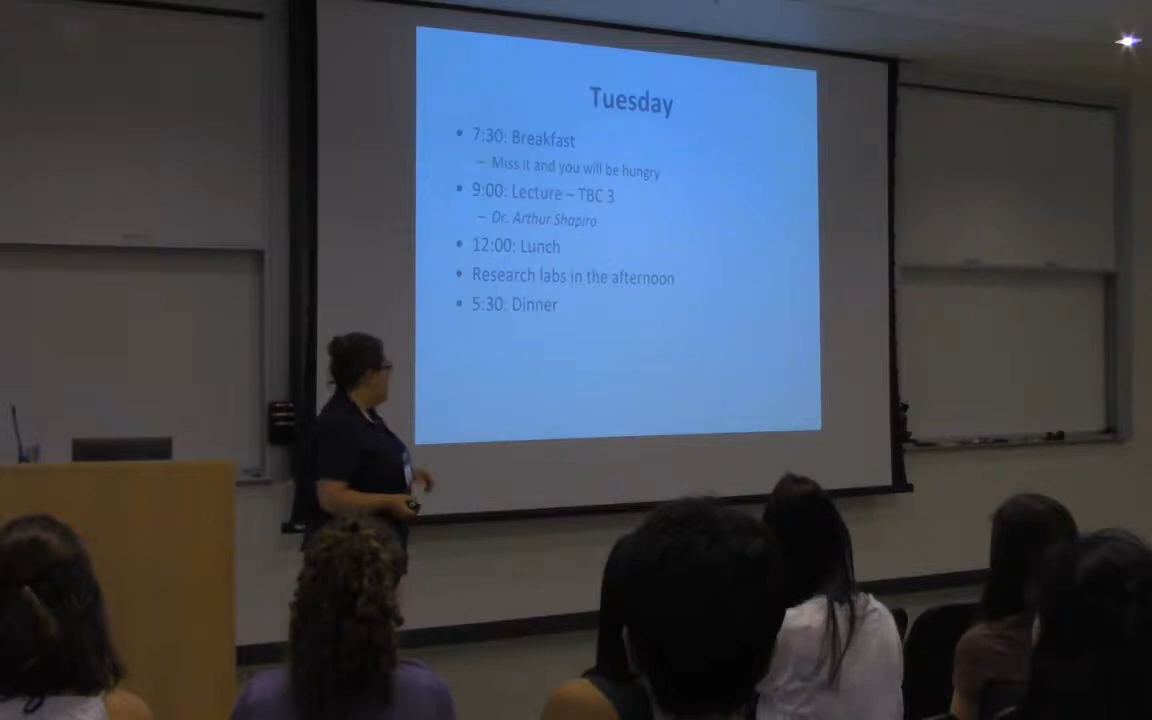 Tuesday
• 7:30: Breakfast
– Miss it and you will be hungry
• 9:00: Lecture – TBC 3
– Dr. Arthur Shapiro
• 12:00: Lunch
• Research labs in the afternoon
• 5:30: Dinner